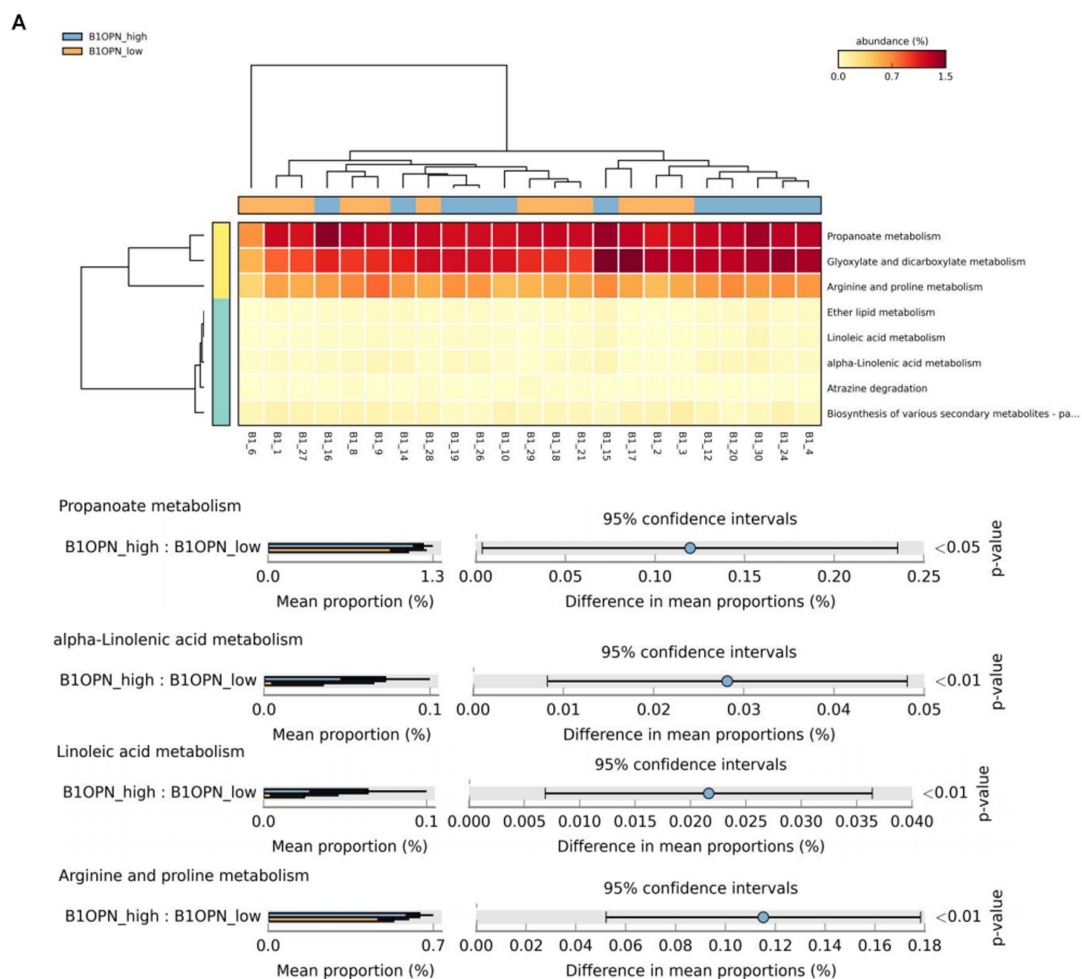 A
B1OPN_high
B1OPN_low
abundance (%)
0.0 0.7 1.5
Propanoate metabolism
Glyoxylate and dicarboxylate metabolism
Arginine and proline metabolism
Ether lipid metabolism
Linoleic acid metabolism
alpha-Linolenic acid metabolism
Atrazine degradation
Biosynthesis of various secondary metabolites - pa...
B1_6 B1_1 B1_27 B1_16 B1_8 B1_9 B1_14 B1_28 B1_19 B1_26 B1_10 B1_29 B1_18 B1_21 B1_15 B1_17 B1_2 B1_3 B1_12 B1_20 B1_30 B1_24 B1_4
Propanoate metabolism
95% confidence intervals
B1OPN_high : B1OPN_low
<0.05
p-value
0.0 1.3
0.00 0.05 0.10 0.15 0.20 0.25
Mean proportion (%)
Difference in mean proportions (%)
alpha-Linolenic acid metabolism
95% confidence intervals
B1OPN_high : B1OPN_low
<0.01
p-value
0.0 0.1
0.00 0.01 0.02 0.03 0.04 0.05
Mean proportion (%)
Difference in mean proportions (%)
Linoleic acid metabolism
95% confidence intervals
B1OPN_high : B1OPN_low
<0.01
p-value
0.0 0.1
0.000 0.005 0.010 0.015 0.020 0.025 0.030 0.035 0.040
Mean proportion (%)
Difference in mean proportions (%)
Arginine and proline metabolism
95% confidence intervals
B1OPN_high : B1OPN_low
<0.01
p-value
0.0 0.7
0.00 0.02 0.04 0.06 0.08 0.10 0.12 0.14 0.16 0.18
Mean proportion (%)
Difference in mean proportions (%)